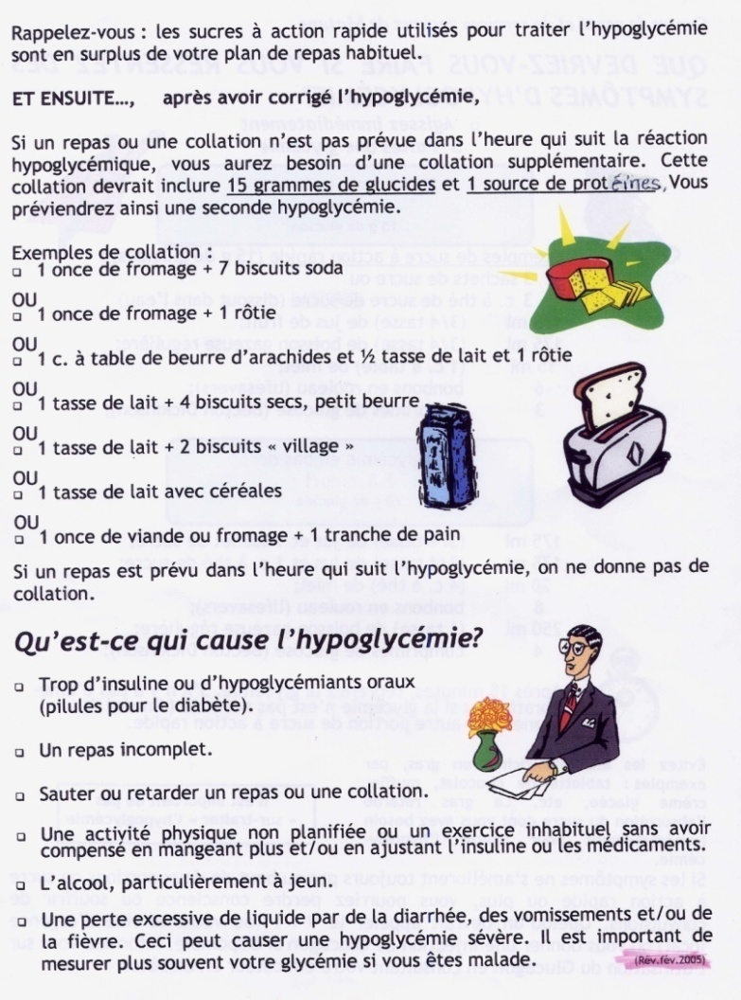 Rappelez-vous : les sucres à action rapide utilisés pour traiter l'hypoglycémie
sont en surplus de votre plan de repas habituel.
ET ENSUITE…, après avoir corrigé l'hypoglycémie,
Si un repas ou une collation n'est pas prévue dans l'heure qui suit la réaction
hypoglycémique, vous aurez besoin d'une collation supplémentaire. Cette
collation devrait inclure 15 grammes de glucides et 1 source de protéines. Vous
préviendrez ainsi une seconde hypoglycémie.
Exemples de collation :
❑ 1 once de fromage + 7 biscuits soda
OU
❑ 1 once de fromage + 1 rôtie
OU
❑ 1 c. à table de beurre d'arachides et ½ tasse de lait et 1 rôtie
OU
❑ 1 tasse de lait + 4 biscuits secs, petit beurre
OU
❑ 1 tasse de lait + 2 biscuits « village »
OU
❑ 1 tasse de lait avec céréales
OU
❑ 1 once de viande ou fromage + 1 tranche de pain
Si un repas est prévu dans l'heure qui suit l'hypoglycémie, on ne donne pas de
collation.
Qu'est-ce qui cause l'hypoglycémie?
❑ Trop d'insuline ou d'hypoglycémiants oraux
(pilules pour le diabète).
❑ Un repas incomplet.
❑ Sauter ou retarder un repas ou une collation.
❑ Une activité physique non planifiée ou un exercice inhabituel sans avoir
compensé en mangeant plus et/ou en ajustant l'insuline ou les médicaments.
❑ L'alcool, particulièrement à jeun.
❑ Une perte excessive de liquide par de la diarrhée, des vomissements et/ou de
la fièvre. Ceci peut causer une hypoglycémie sévère. Il est important de
mesurer plus souvent votre glycémie si vous êtes malade.
(Rév.fév.2005)